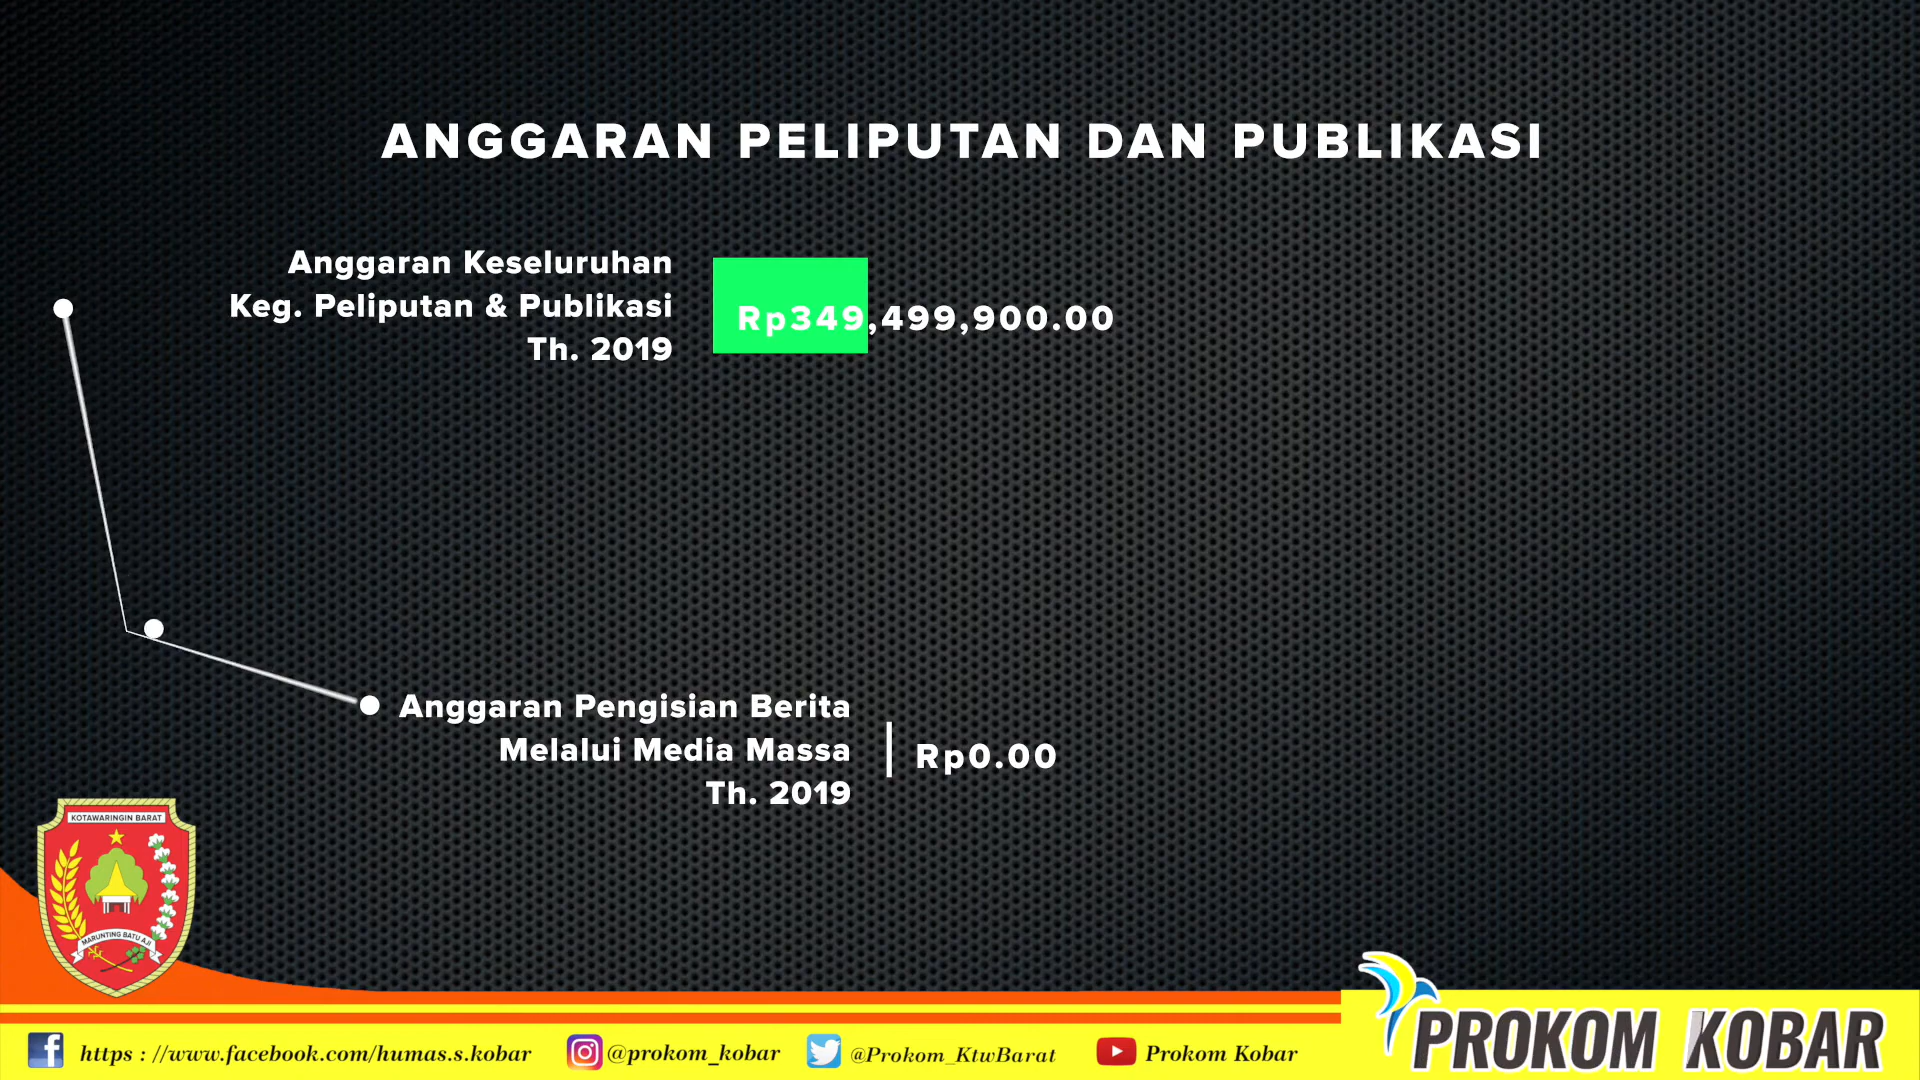 ANGGARAN PELIPUTAN DAN PUBLIKASI
Anggaran Keseluruhan
Keg. Peliputan & Publikasi
Th. 2019
Rp349,499,900.00
Anggaran Pengisian Berita
Melalui Media Massa
Th. 2019
Rp0.00
KOTAWARINGIN BARAT
MARUNTING BATU AJI
https : //www.facebook.com/humas.s.kobar
@prokom_kobar
@Prokom_KtwBarat
Prokom Kobar
PROKOM KOBAR